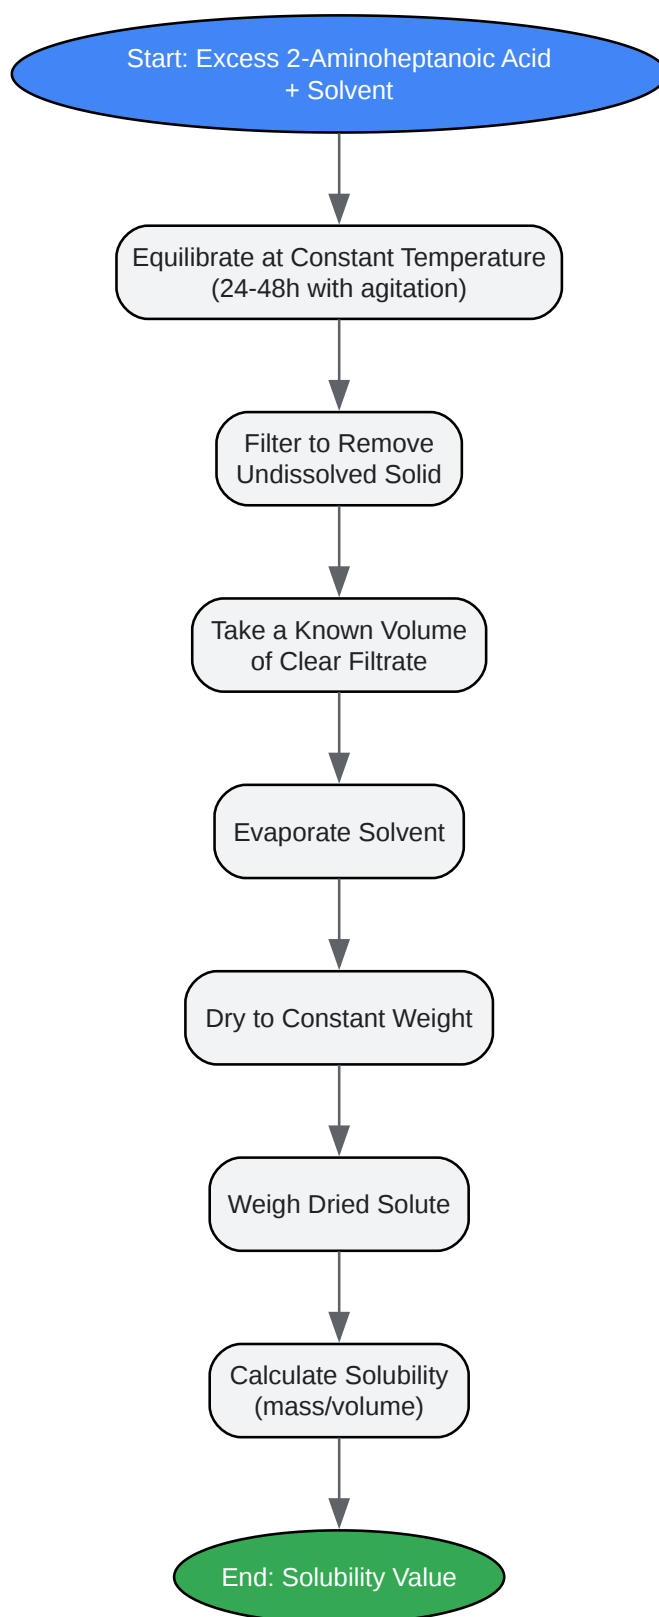 Start: Excess 2-Aminoheptanoic Acid
+ Solvent
Equilibrate at Constant Temperature
(24-48h with agitation)
Filter to Remove
Undissolved Solid
Take a Known Volume
of Clear Filtrate
Evaporate Solvent
Dry to Constant Weight
Weigh Dried Solute
Calculate Solubility
(mass/volume)
End: Solubility Value